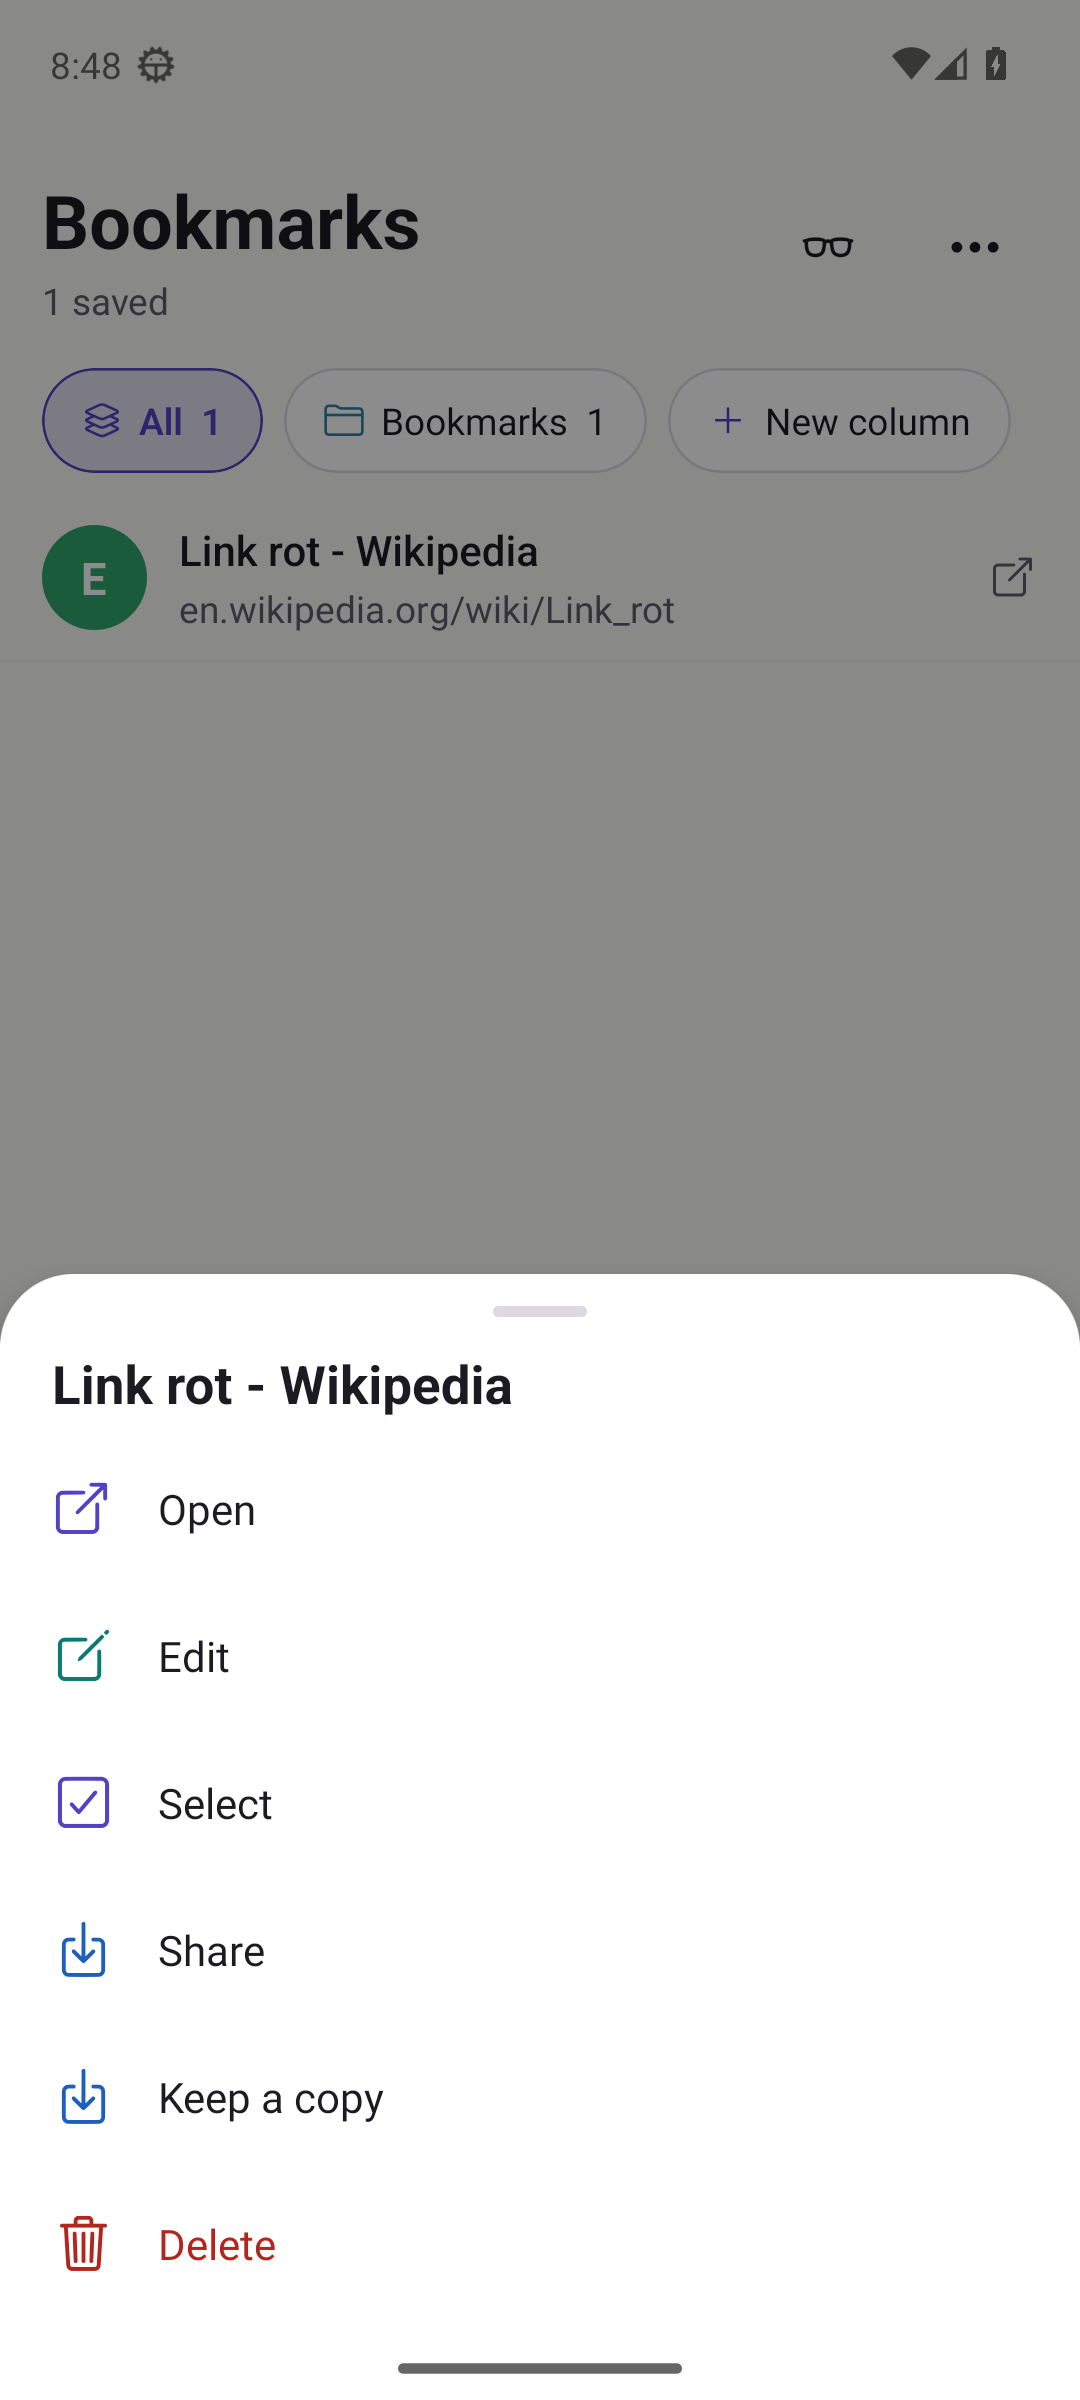 8:48
Bookmarks
1 saved
All 1
Bookmarks 1
New column
E
Link rot - Wikipedia
en.wikipedia.org/wiki/Link_rot
Link rot - Wikipedia
Open
Edit
Select
Share
Keep a copy
Delete